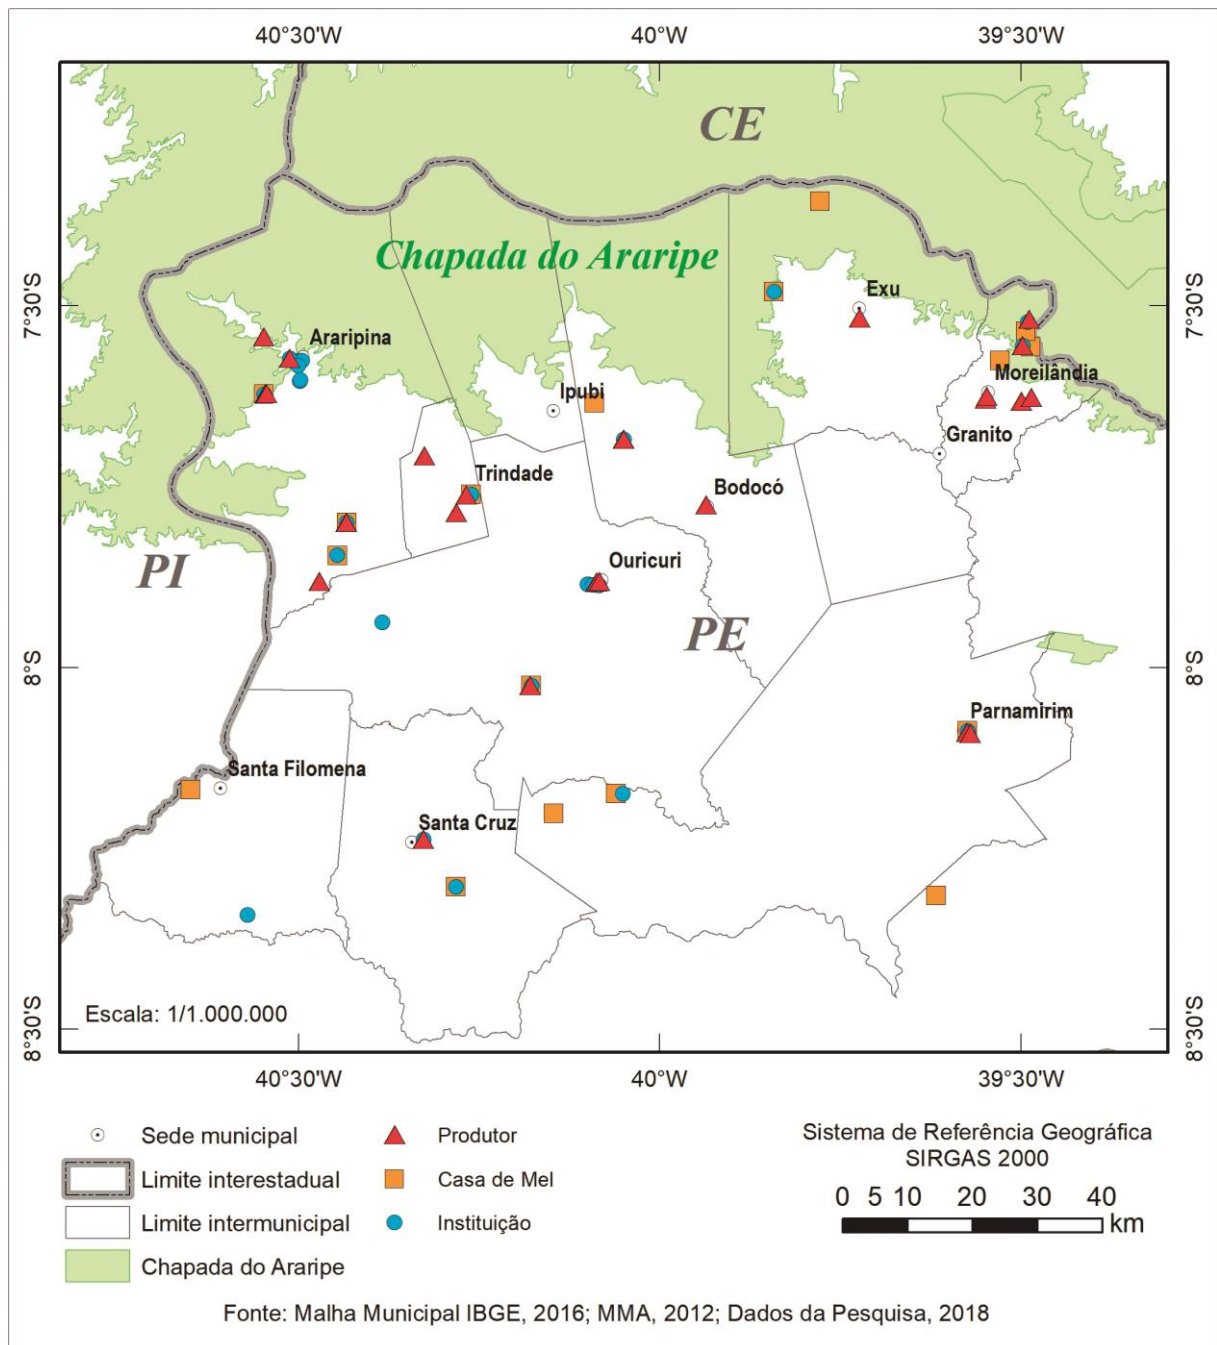 40°30'W 40°W 39°30'W
CE
Chapada do Araripe
Exu
7°30'S 7°30'S
Araripina
Moreilândia
Ipubi
Granito
Trindade
Bodocó
PI
Ouricuri
PE
8°S 8°S
Parnamirim
Santa Filomena
Santa Cruz
Escala: 1/1.000.000
8°30'S 8°30'S
40°30'W 40°W 39°30'W
Sede municipal
Limite interestadual
Limite intermunicipal
Chapada do Araripe
Produtor
Casa de Mel
Instituição
Sistema de Referência Geográfica
SIRGAS 2000
0 5 10 20 30 40
km
Fonte: Malha Municipal IBGE, 2016; MMA, 2012; Dados da Pesquisa, 2018